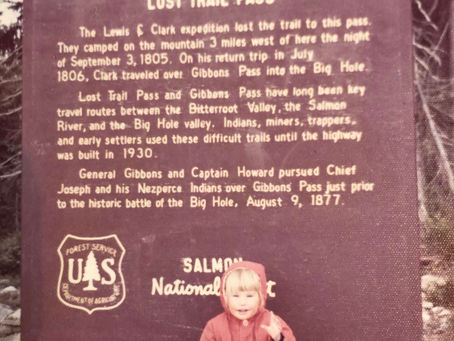 LOST TRAIL PASS
The Lewis & Clark expedition lost the trail to this pass.
They camped on the mountain 3 miles west of here the night
of September 3, 1805. On his return trip in July
1806, Clark traveled over Gibbons Pass into the Big Hole.
Lost Trail Pass and Gibbons Pass have long been key
travel routes between the Bitterroot Valley, the Salmon
River, and the Big Hole valley. Indians, miners, trappers,
and early settlers used these difficult trails until the highway
was built in 1930.
General Gibbons and Captain Howard pursued Chief
Joseph and his Nezperce Indians over Gibbons Pass just prior
to the historic battle of the Big Hole, August 9, 1877.
FOREST SERVICE
U S
DEPARTMENT OF AGRICULTURE
SALMON
National